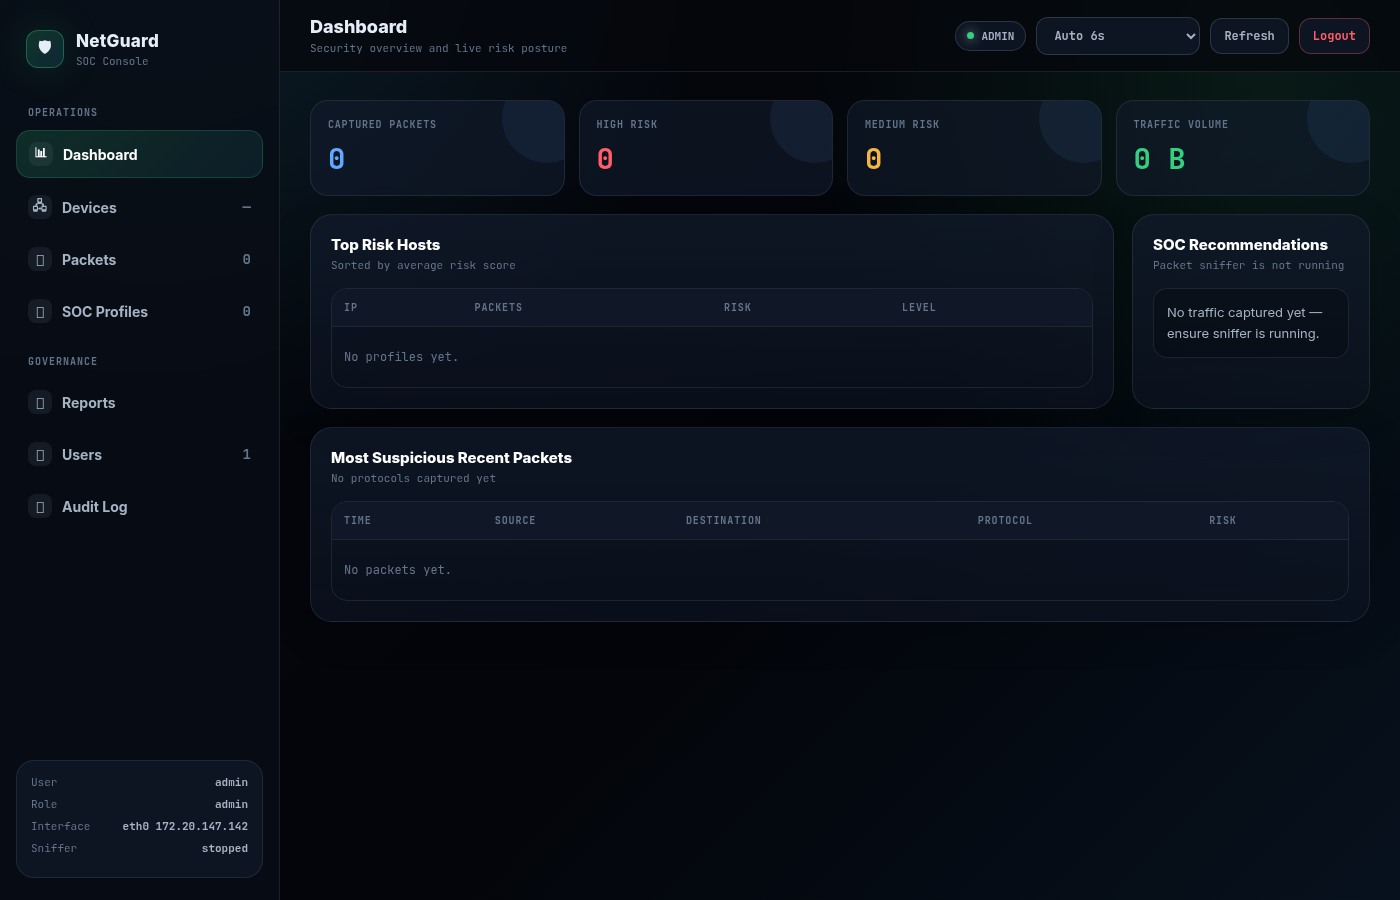 NetGuard
SOC Console
OPERATIONS
Dashboard
Devices —
Packets 0
SOC Profiles 0
GOVERNANCE
Reports
Users 1
Audit Log
User admin
Role admin
Interface eth0 172.20.147.142
Sniffer stopped
Dashboard
Security overview and live risk posture
ADMIN
Auto 6s
Refresh
Logout
CAPTURED PACKETS
0
HIGH RISK
0
MEDIUM RISK
0
TRAFFIC VOLUME
0 B
Top Risk Hosts
Sorted by average risk score
IP PACKETS RISK LEVEL
No profiles yet.
SOC Recommendations
Packet sniffer is not running
No traffic captured yet —
ensure sniffer is running.
Most Suspicious Recent Packets
No protocols captured yet
TIME SOURCE DESTINATION PROTOCOL RISK
No packets yet.